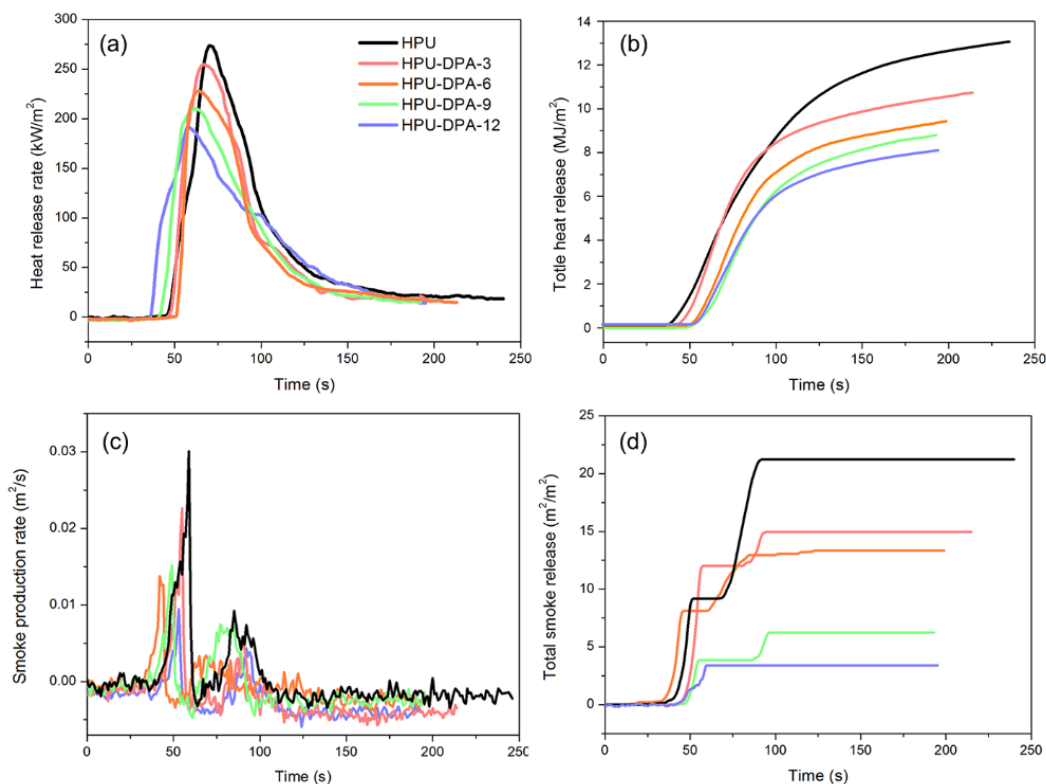 (a)
HPU
HPU-DPA-3
HPU-DPA-6
HPU-DPA-9
HPU-DPA-12
Heat release rate (kW/m²)
300
250
200
150
100
50
0
0 50 100 150 200 250
Time (s)
(b)
Totle heat release (MJ/m²)
14
12
10
8
6
4
2
0
0 50 100 150 200 250
Time (s)
(c)
Smoke production rate (m²/s)
0.03
0.02
0.01
0.00
0 50 100 150 200 250
Time (s)
(d)
Total smoke release (m²/m²)
25
20
15
10
5
0
0 50 100 150 200 250
Time (s)